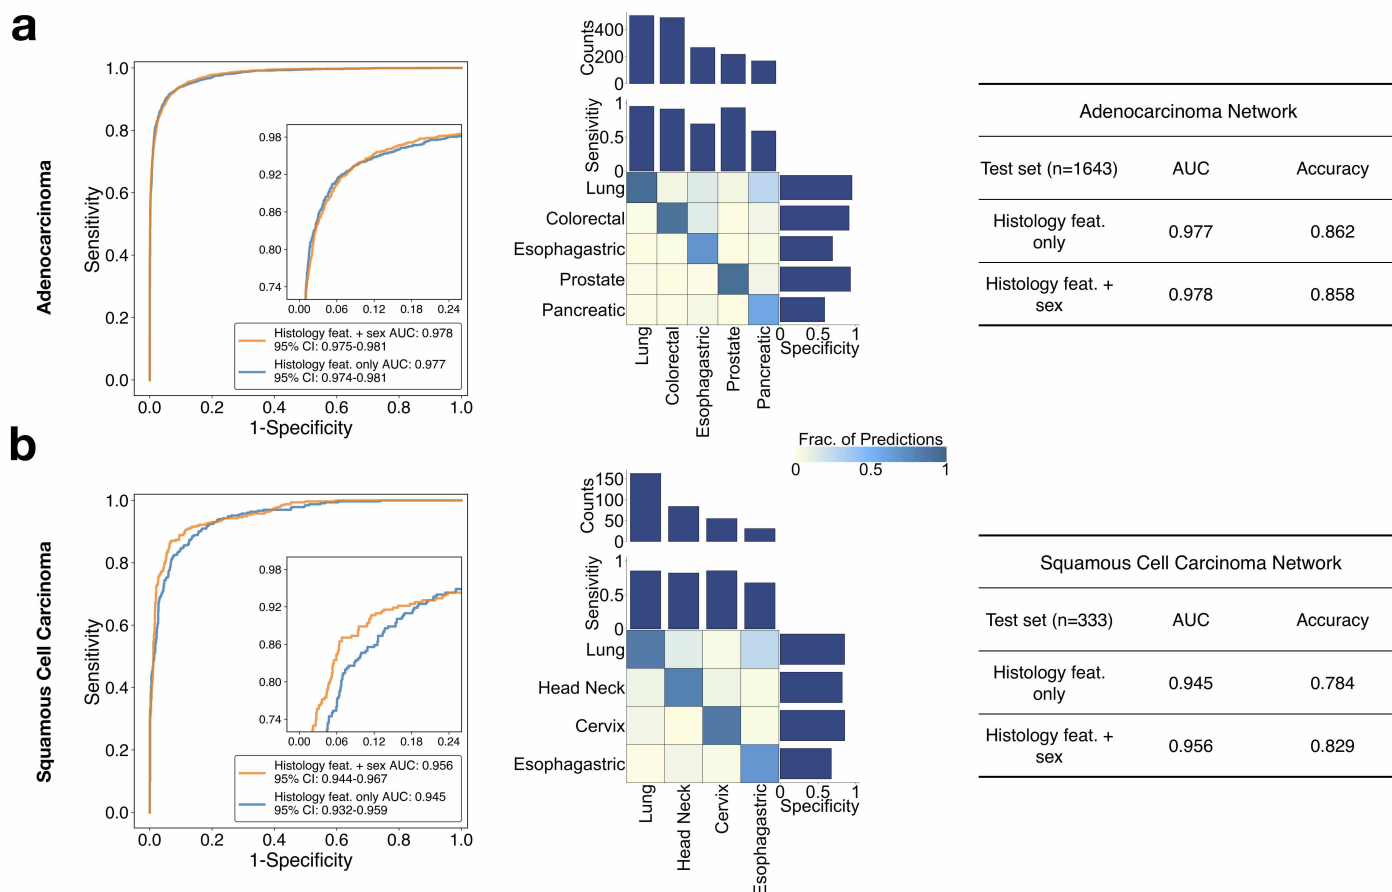 a
Adenocarcinoma
Sensitivity
1.0
0.8
0.6
0.4
0.2
0.0
0.0 0.2 0.4 0.6 0.8 1.0
1-Specificity
0.98
0.92
0.86
0.80
0.74
0.00 0.06 0.12 0.18 0.24
Histology feat. + sex AUC: 0.978
95% CI: 0.975-0.981
Histology feat. only AUC: 0.977
95% CI: 0.974-0.981
Counts
400
200
0
Sensivitiy
1
0.5
0
Lung
Colorectal
Esophagastric
Prostate
Pancreatic
Lung
Colorectal
Esophagastric
Prostate
Pancreatic
0 0.5 1
Specificity
Adenocarcinoma Network
Test set (n=1643) AUC Accuracy
Histology feat.
only
0.977 0.862
Histology feat. +
sex
0.978 0.858
Frac. of Predictions
0 0.5 1
b
Squamous Cell Carcinoma
Sensitivity
1.0
0.8
0.6
0.4
0.2
0.0
0.0 0.2 0.4 0.6 0.8 1.0
1-Specificity
0.98
0.92
0.86
0.80
0.74
0.00 0.06 0.12 0.18 0.24
Histology feat. + sex AUC: 0.956
95% CI: 0.944-0.967
Histology feat. only AUC: 0.945
95% CI: 0.932-0.959
Counts
150
100
50
0
Sensivitiy
1
0.5
0
Lung
Head Neck
Cervix
Esophagastric
Lung
Head Neck
Cervix
Esophagastric
0 0.5 1
Specificity
Squamous Cell Carcinoma Network
Test set (n=333) AUC Accuracy
Histology feat.
only
0.945 0.784
Histology feat. +
sex
0.956 0.829